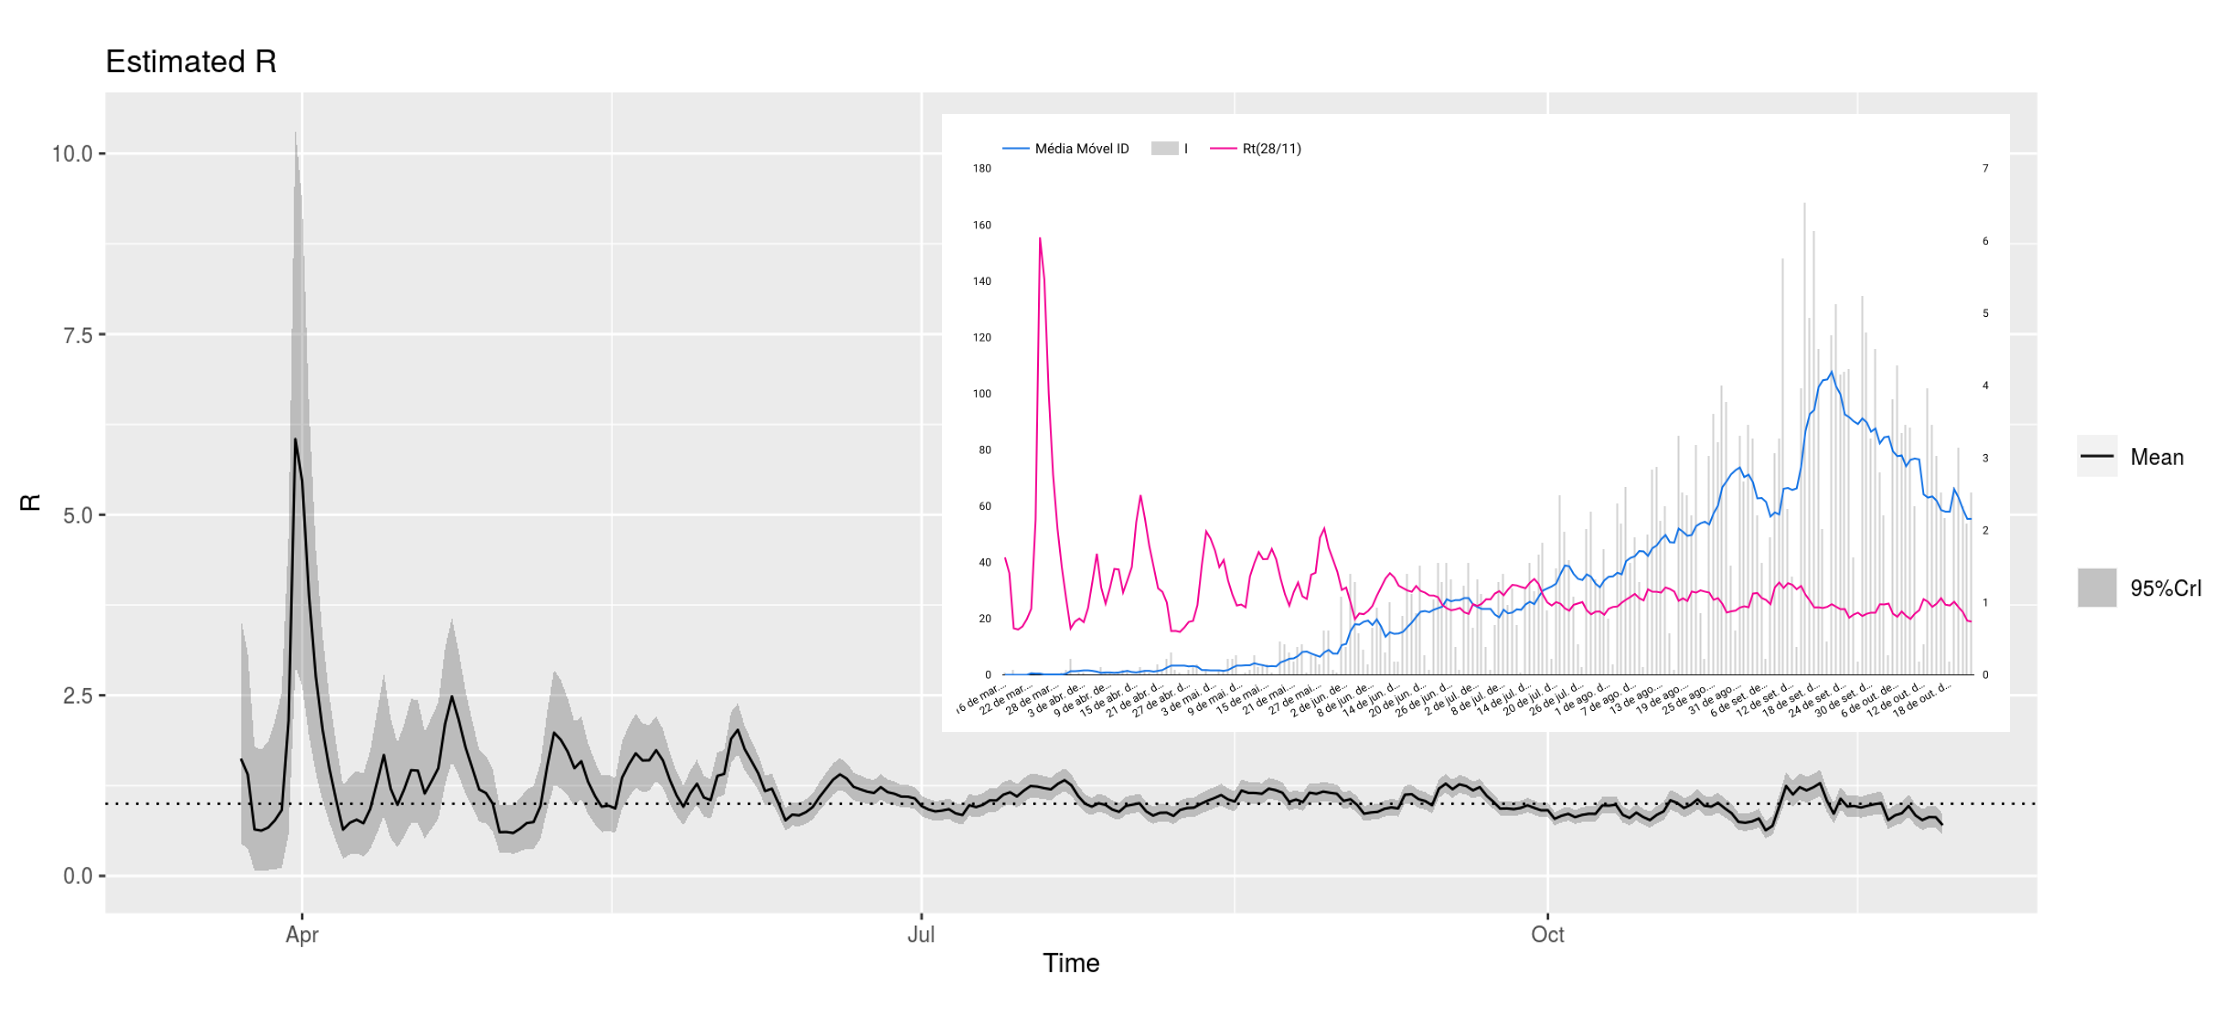 Estimated R
10.0
7.5
5.0
2.5
0.0
R
Apr
Jul
Oct
Time
Mean
95%CrI
Média Móvel ID
I
Rt(28/11)
180
160
140
120
100
80
60
40
20
0
7
6
5
4
3
2
1
0
6 de mar...
22 de mar...
28 de mar...
3 de abr. de...
9 de abr. de...
15 de abr. d...
21 de abr. d...
27 de abr. d...
3 de mai. d...
9 de mai. d...
15 de mai...
21 de mai...
27 de mai...
2 de jun. de...
8 de jun. de...
14 de jun. d...
20 de jun. d...
26 de jun. d...
2 de jul. de...
8 de jul. de...
14 de jul. d...
20 de jul. d...
26 de jul. d...
1 de ago. d...
7 de ago. d...
13 de ago...
19 de ago...
25 de ago...
31 de ago...
6 de set. de...
12 de set. d...
18 de set. d...
24 de set. d...
30 de set. d...
6 de out. de...
12 de out. d...
18 de out. d...